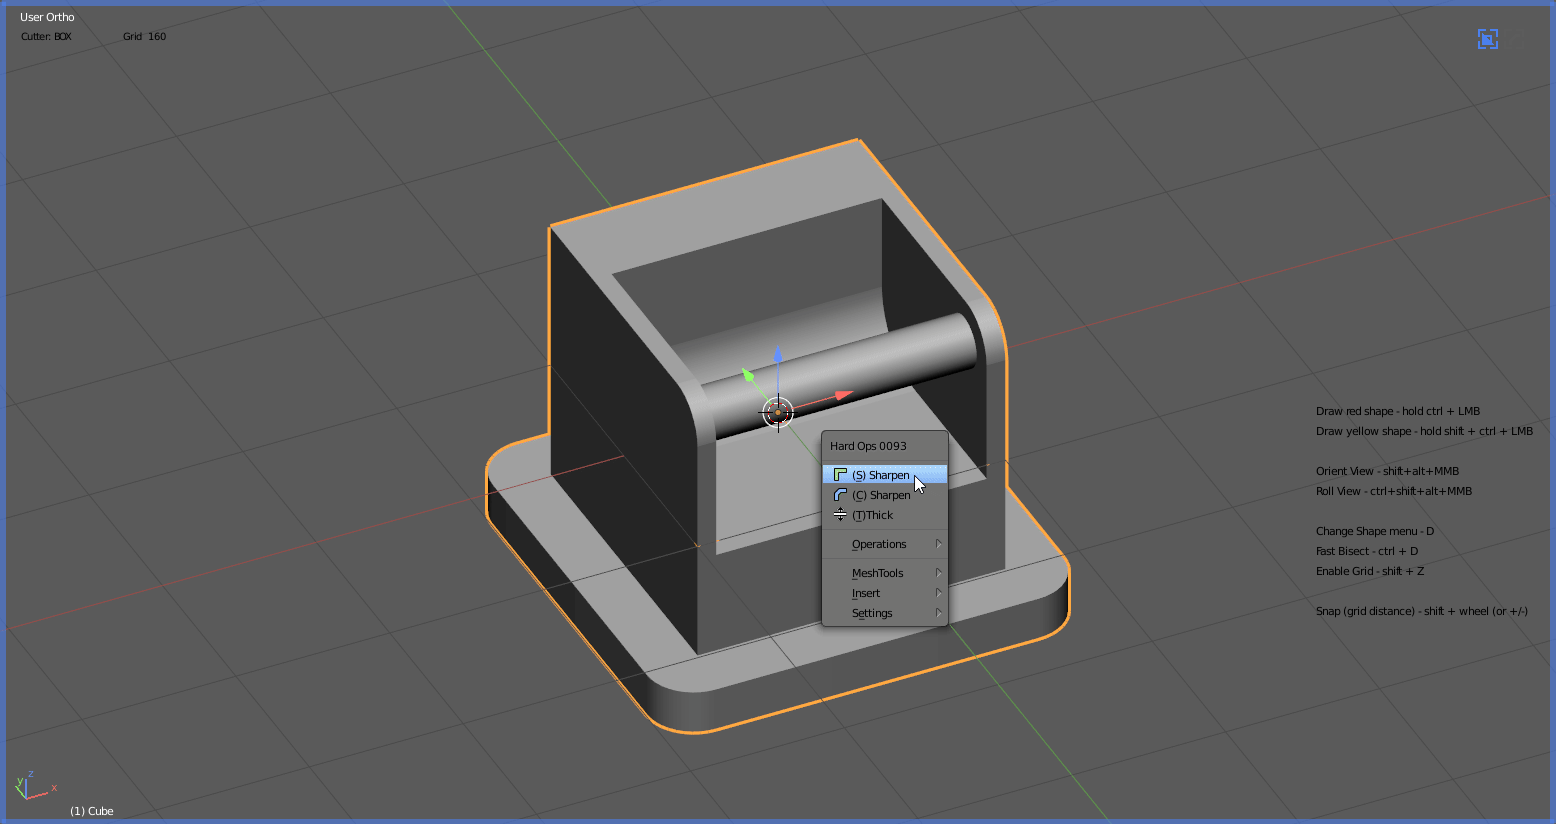 User Ortho
Cutter: BOX Grid 160
Draw red shape - hold ctrl + LMB
Draw yellow shape - hold shift + ctrl + LMB
Hard Ops 0093
Orient View - shift+alt+MMB
(S) Sharpen
Roll View - ctrl+shift+alt+MMB
(C) Sharpen
(T)Thick
Change Shape menu - D
Operations
Fast Bisect - ctrl + D
MeshTools
Enable Grid - shift + Z
Insert
Settings
Snap (grid distance) - shift + wheel (or +/-)
z
y
x
(1) Cube